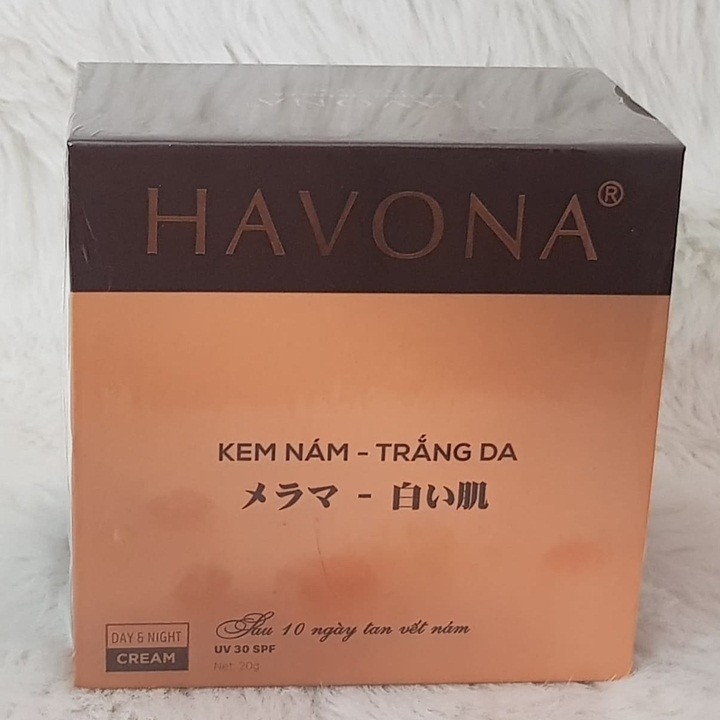 HAVONA®
KEM NÁM - TRẮNG DA
メラマ - 白い肌
DAY & NIGHT
CREAM
Sau 10 ngày tan vết nám
UV 30 SPF
Net: 20g